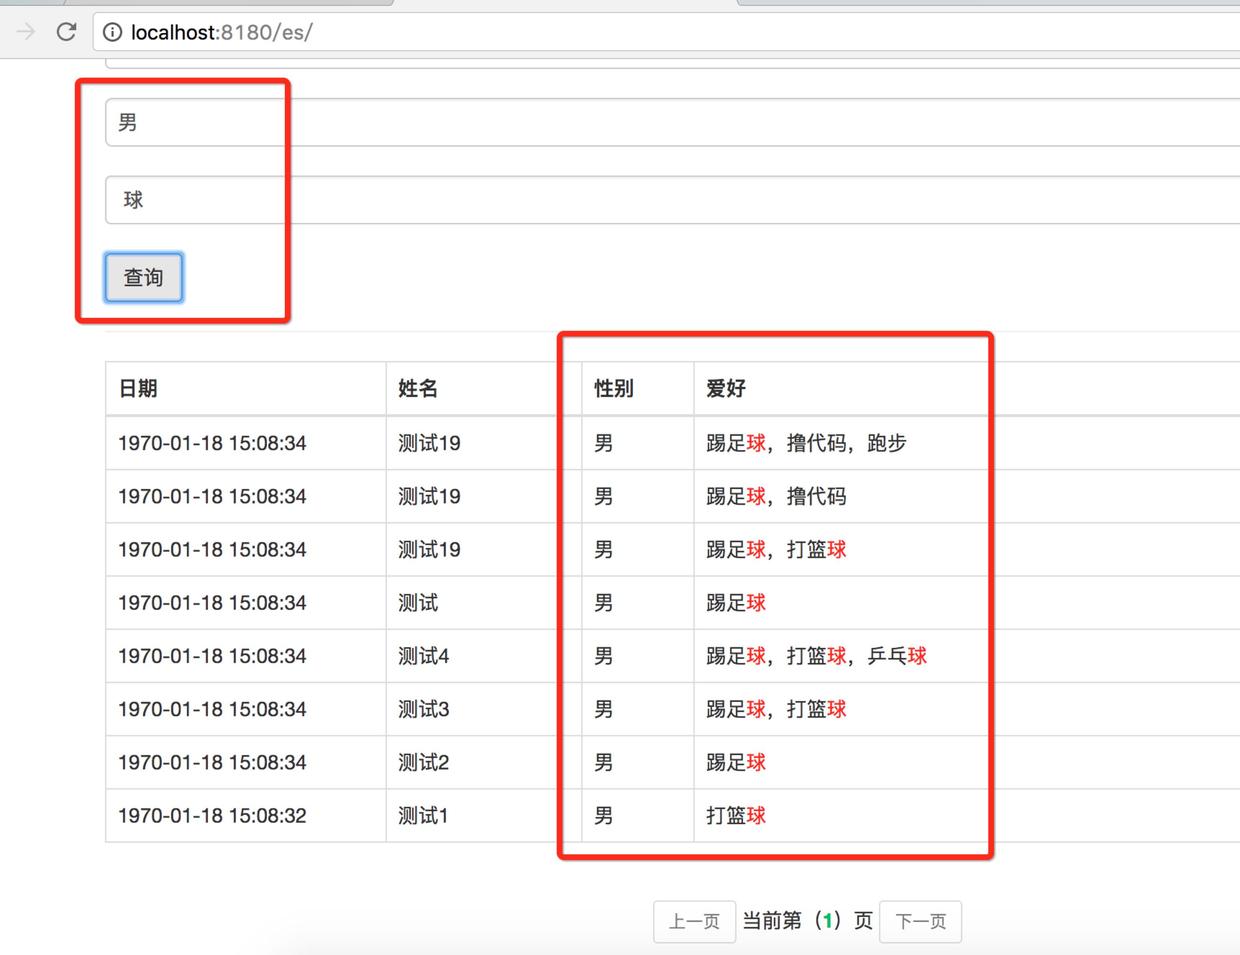 localhost:8180/es/
男
球
查询
日期 姓名 性别 爱好
1970-01-18 15:08:34 测试19 男 踢足球，撸代码，跑步
1970-01-18 15:08:34 测试19 男 踢足球，撸代码
1970-01-18 15:08:34 测试19 男 踢足球，打篮球
1970-01-18 15:08:34 测试 男 踢足球
1970-01-18 15:08:34 测试4 男 踢足球，打篮球，乒乓球
1970-01-18 15:08:34 测试3 男 踢足球，打篮球
1970-01-18 15:08:34 测试2 男 踢足球
1970-01-18 15:08:32 测试1 男 打篮球
上一页 当前第（1）页 下一页